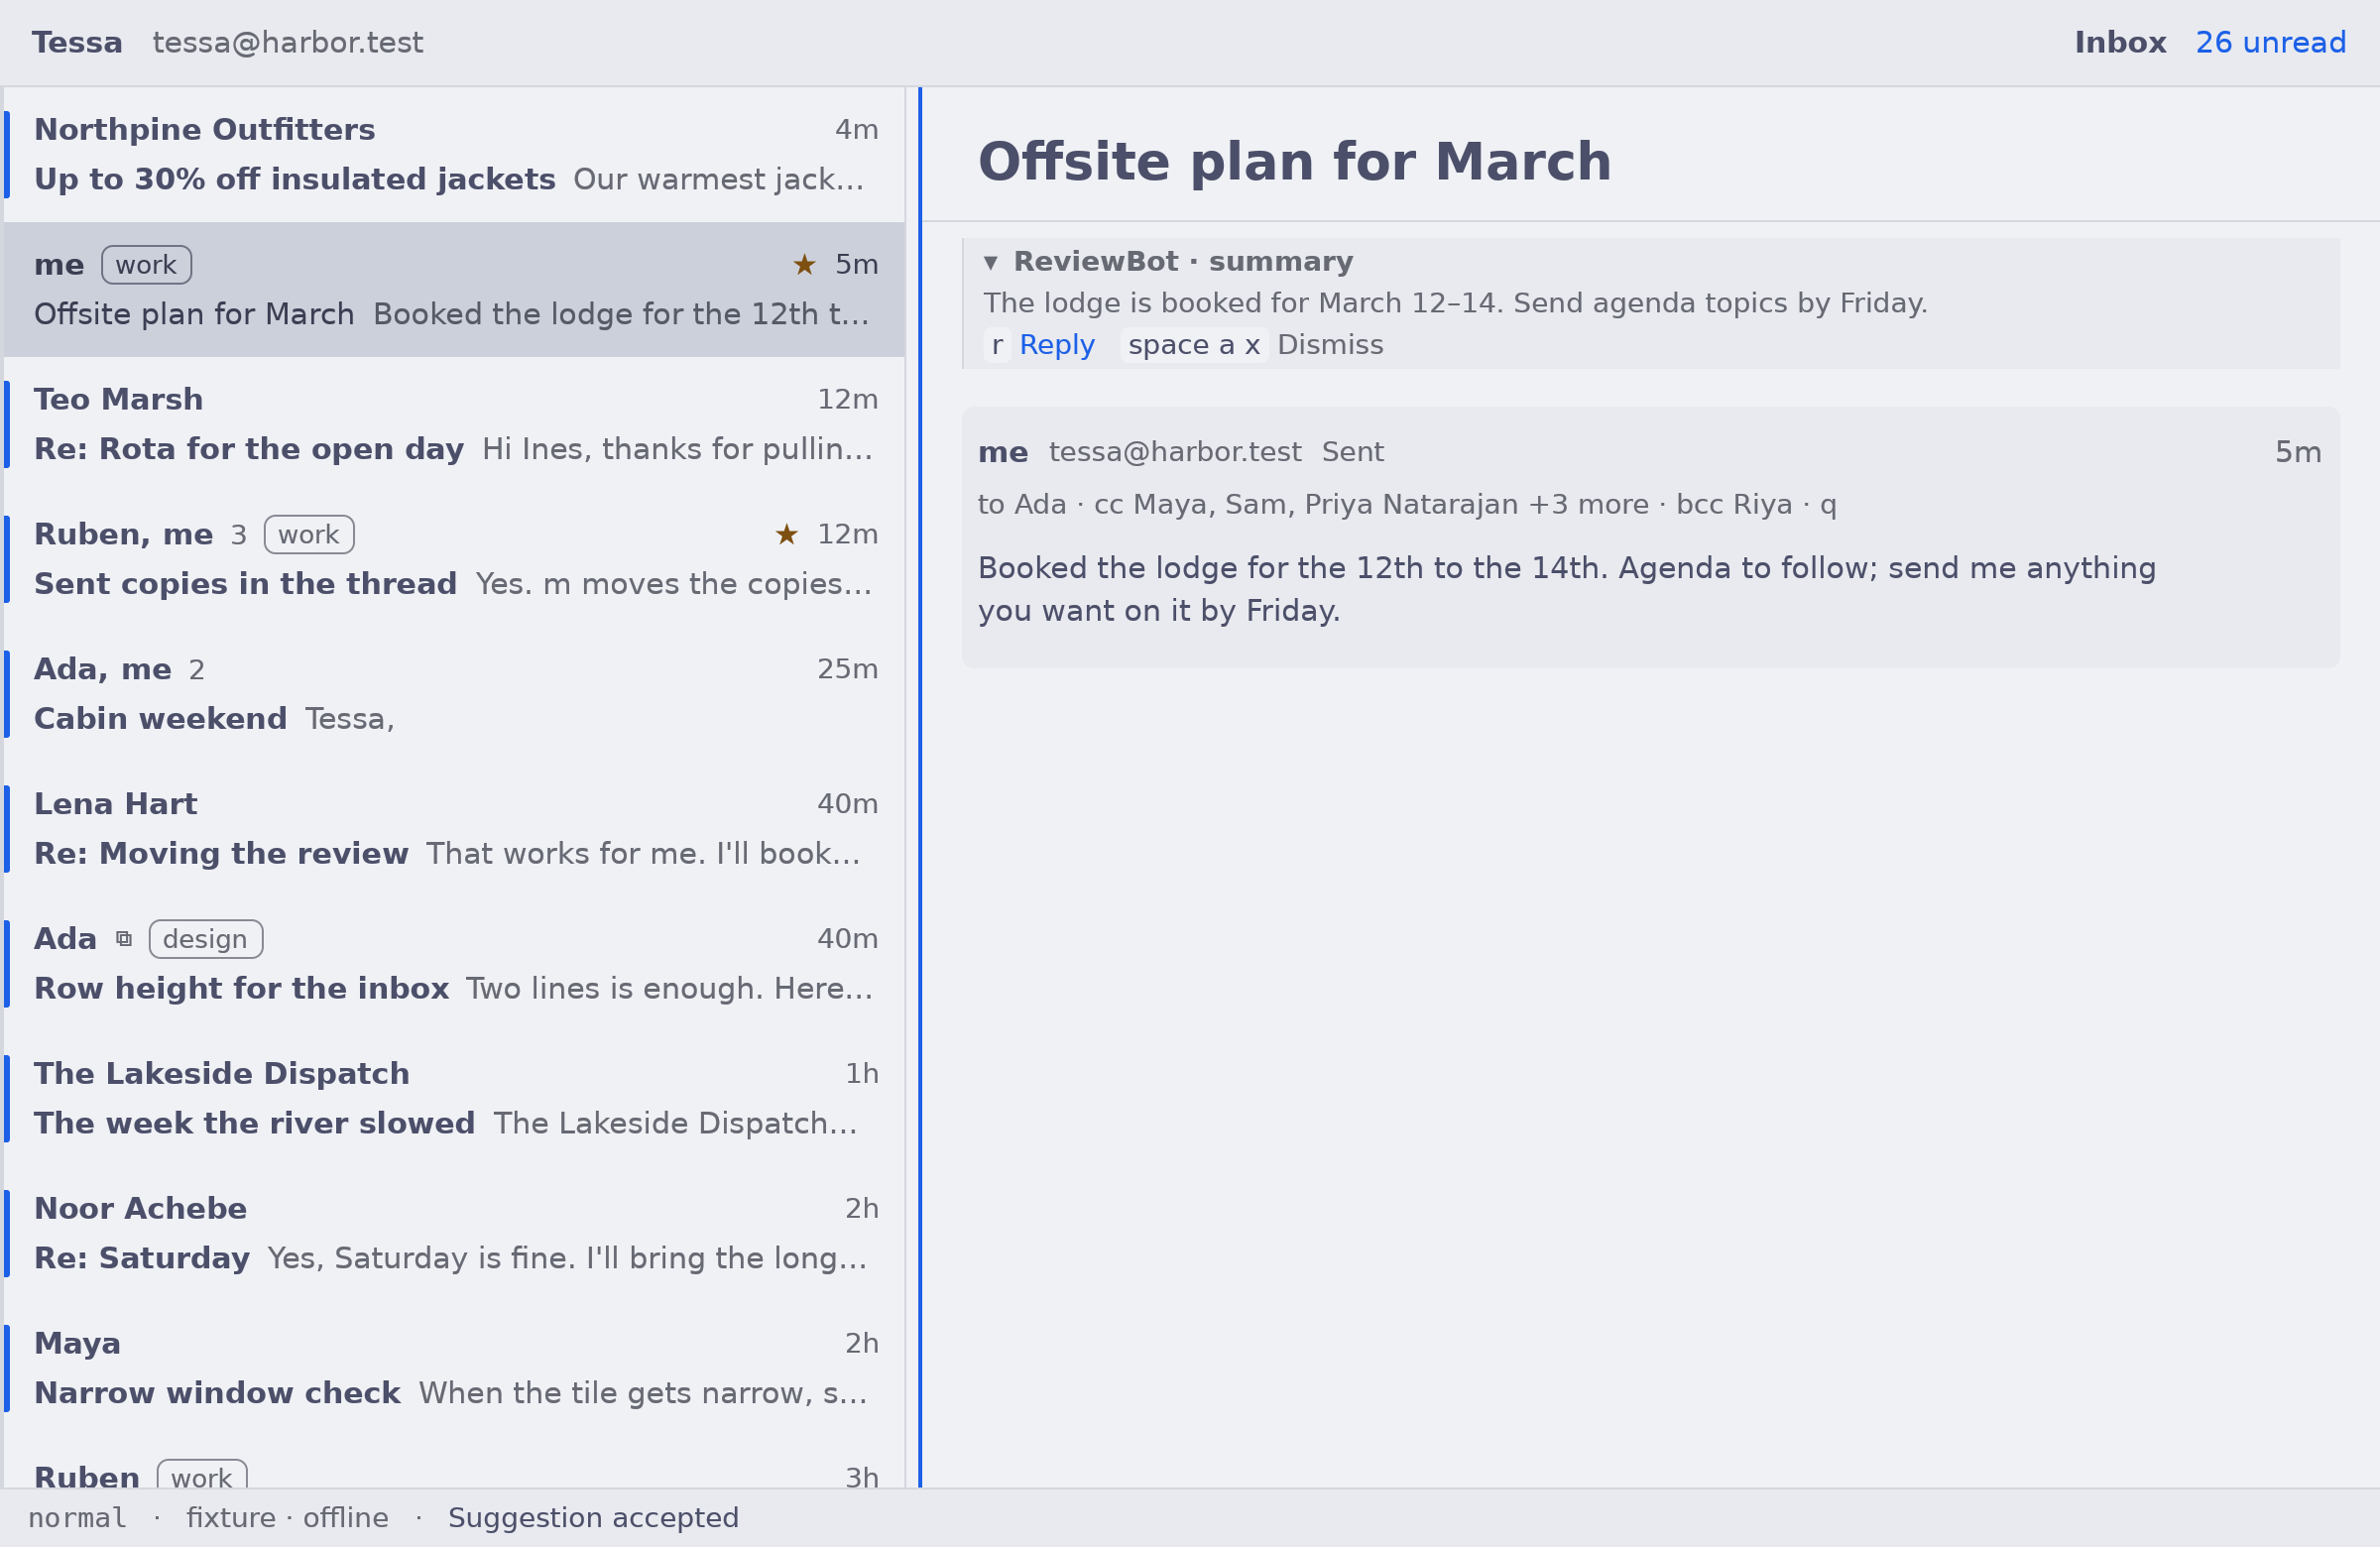 Tessa tessa@harbor.test
Inbox 26 unread
Northpine Outfitters 4m
Up to 30% off insulated jackets Our warmest jack…
me work ★ 5m
Offsite plan for March Booked the lodge for the 12th t…
Teo Marsh 12m
Re: Rota for the open day Hi Ines, thanks for pullin…
Ruben, me 3 work ★ 12m
Sent copies in the thread Yes. m moves the copies…
Ada, me 2 25m
Cabin weekend Tessa,
Lena Hart 40m
Re: Moving the review That works for me. I'll book…
Ada ⧉ design 40m
Row height for the inbox Two lines is enough. Here…
The Lakeside Dispatch 1h
The week the river slowed The Lakeside Dispatch…
Noor Achebe 2h
Re: Saturday Yes, Saturday is fine. I'll bring the long…
Maya 2h
Narrow window check When the tile gets narrow, s…
Ruben work 3h
Offsite plan for March
▾ ReviewBot · summary
The lodge is booked for March 12–14. Send agenda topics by Friday.
r Reply space a x Dismiss
me tessa@harbor.test Sent 5m
to Ada · cc Maya, Sam, Priya Natarajan +3 more · bcc Riya · q
Booked the lodge for the 12th to the 14th. Agenda to follow; send me anything
you want on it by Friday.
normal · fixture · offline · Suggestion accepted